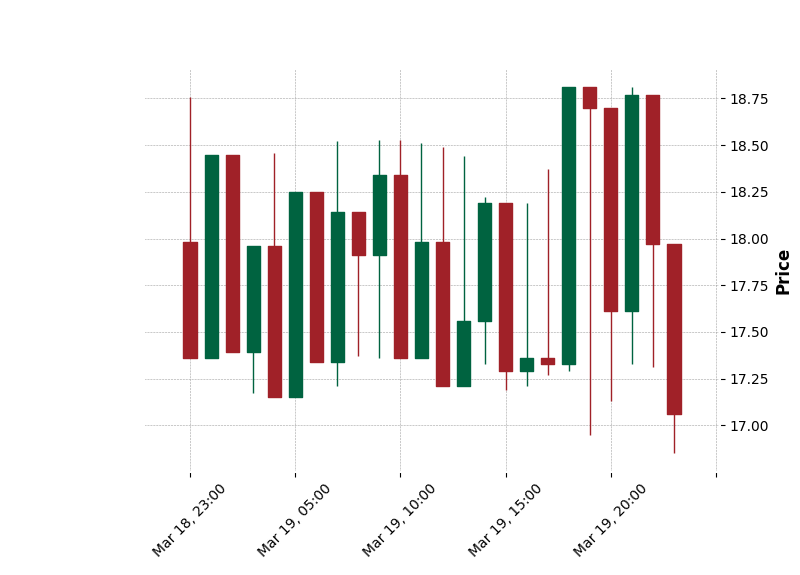 18.75
18.50
18.25
18.00
17.75
17.50
17.25
17.00
Price
Mar 18, 23:00
Mar 19, 05:00
Mar 19, 10:00
Mar 19, 15:00
Mar 19, 20:00